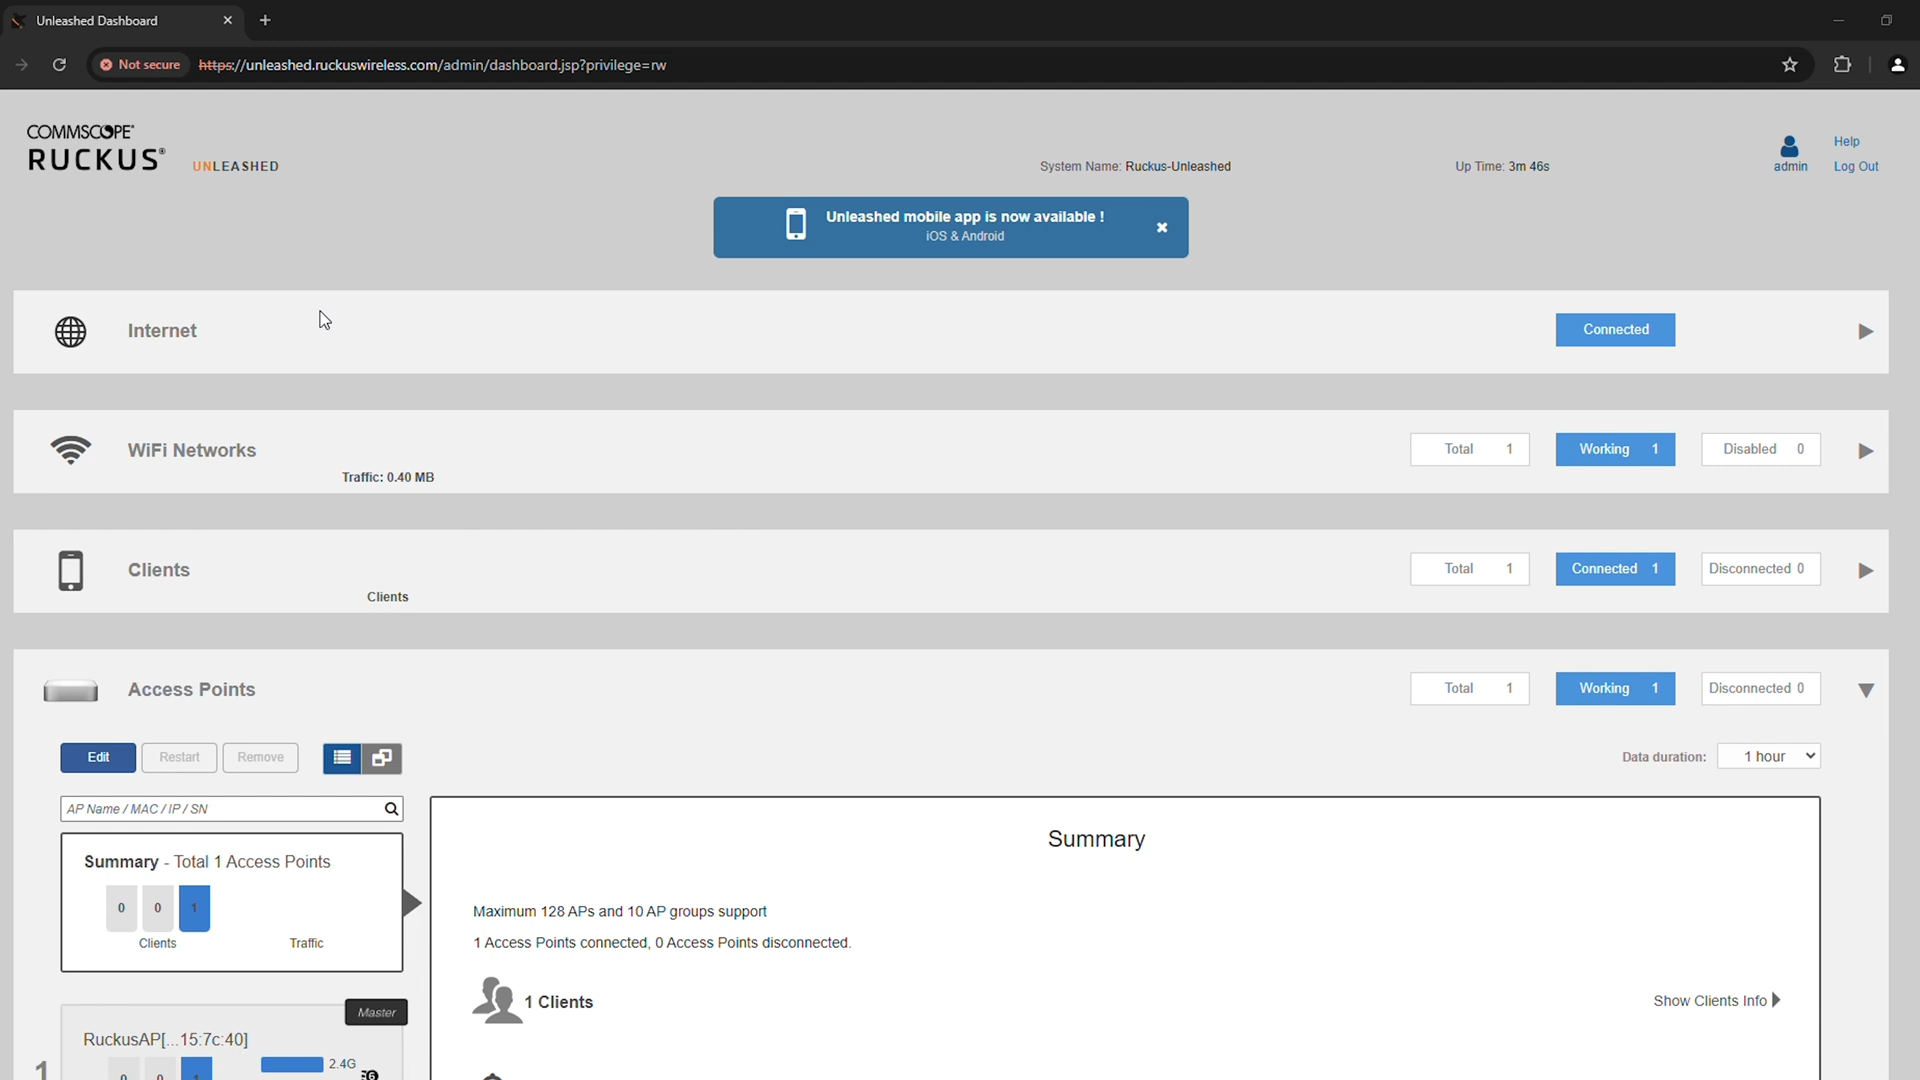 Unleashed Dashboard
Not secure https://unleashed.ruckuswireless.com/admin/dashboard.jsp?privilege=rw
COMMSCOPE®
RUCKUS® UNLEASHED
System Name: Ruckus-Unleashed
Up Time: 3m 46s
admin
Help
Log Out
Unleashed mobile app is now available !
iOS & Android
Internet
Connected
WiFi Networks
Traffic: 0.40 MB
Total 1 Working 1 Disabled 0
Clients
Clients
Total 1 Connected 1 Disconnected 0
Access Points
Total 1 Working 1 Disconnected 0
Edit Restart Remove
Data duration: 1 hour
AP Name / MAC / IP / SN
Summary - Total 1 Access Points
0 0 1
Clients Traffic
Summary
Maximum 128 APs and 10 AP groups support
1 Access Points connected, 0 Access Points disconnected.
1 Clients
Show Clients Info
Master
RuckusAP[...15:7c:40]
1
0 0 1
2.4G
6